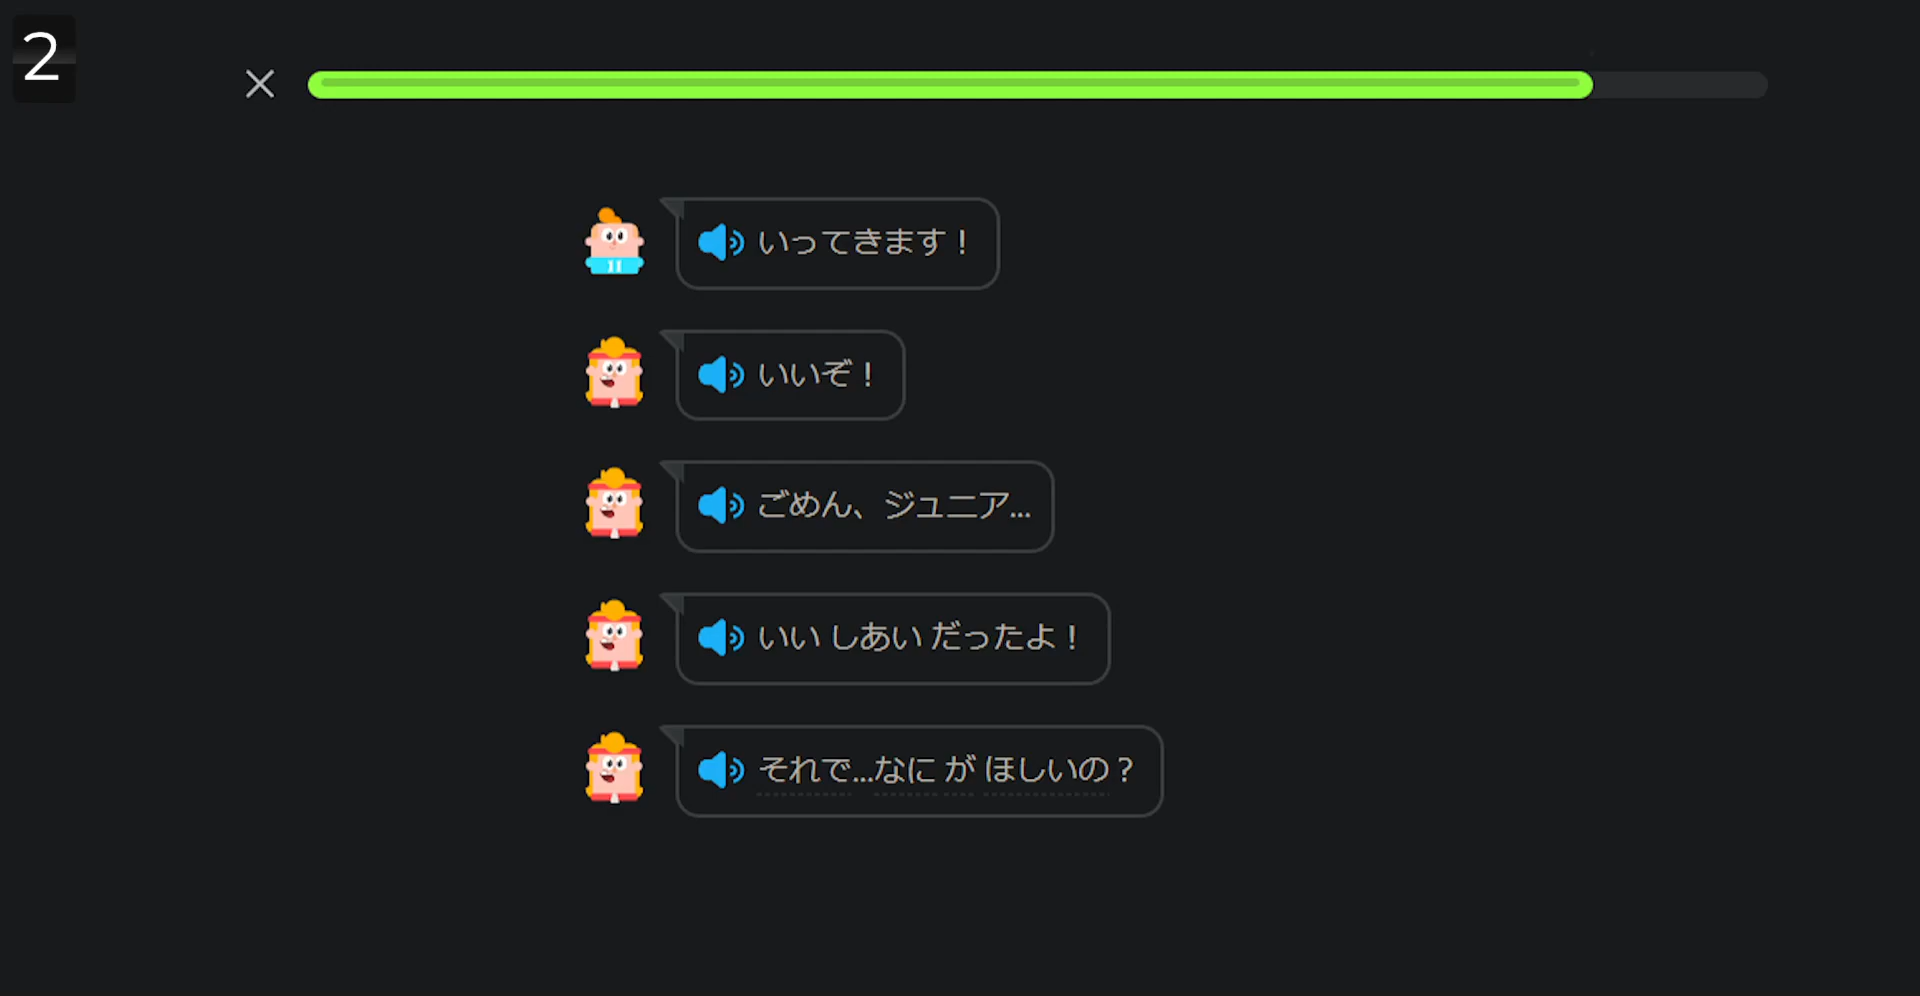 2
いってきます！
11
いいぞ！
ごめん、ジュニア...
いい しあい だったよ！
それで...なに が ほしいの？